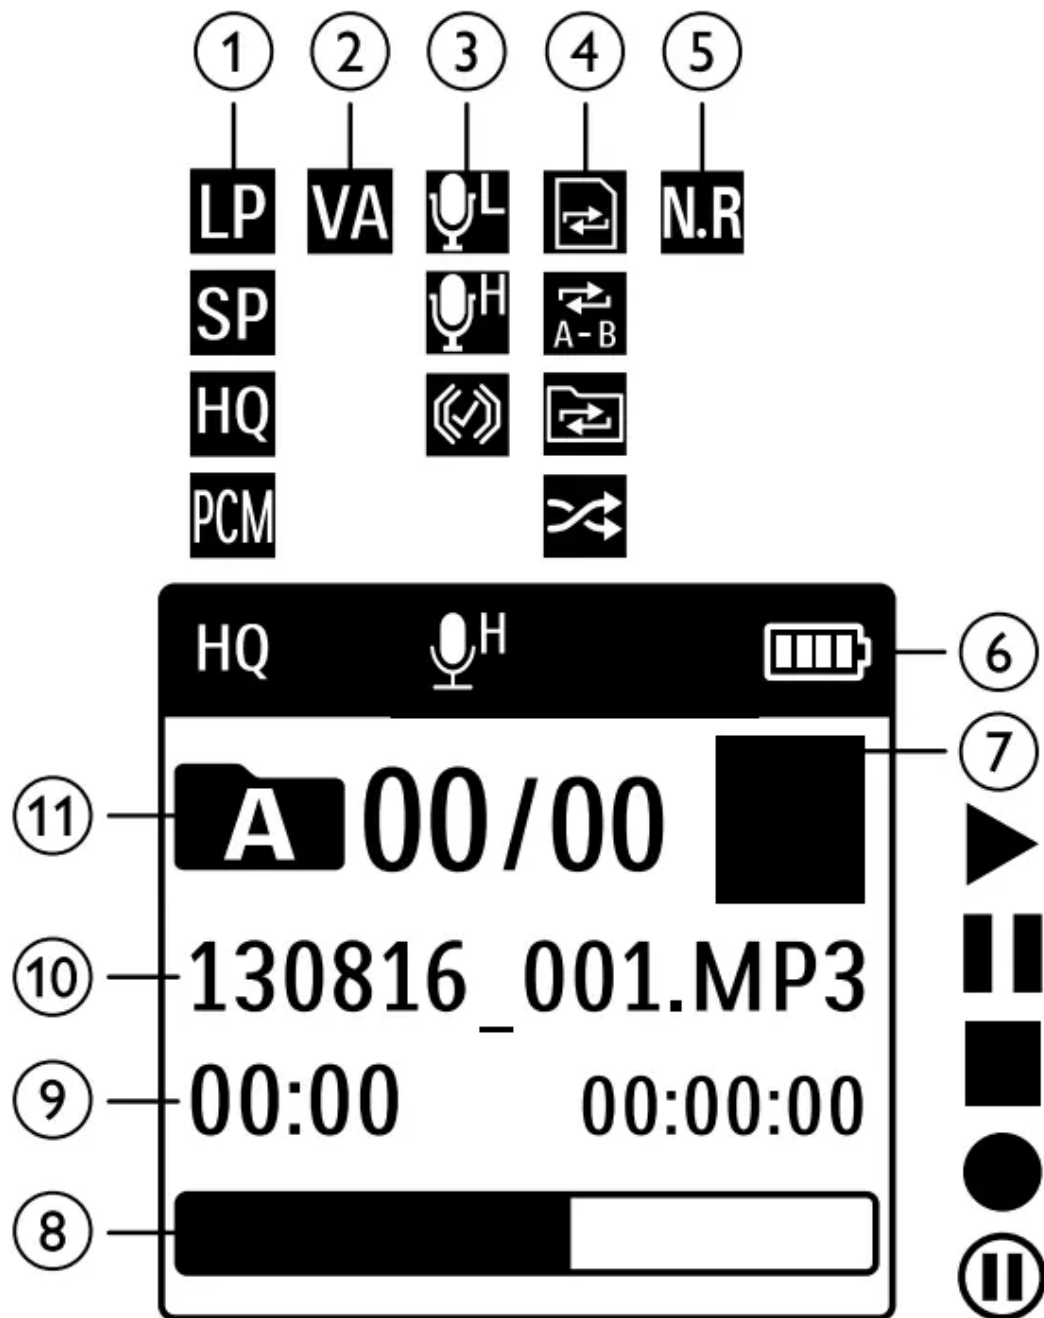 1 2 3 4 5
LP VA L N.R
SP H A-B
HQ
PCM
HQ H 6
7
11 A 00/00
10 130816_001.MP3
9 00:00 00:00:00
8